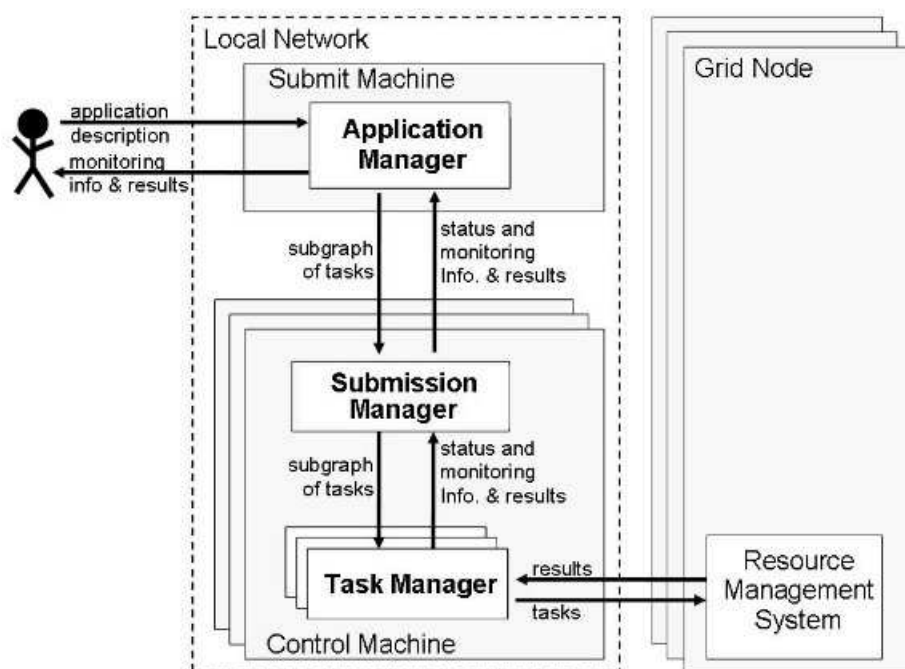 Local Network
Submit Machine
Grid Node
application
description
monitoring
info & results
Application
Manager
subgraph
of tasks
status and
monitoring
Info. & results
Submission
Manager
subgraph
of tasks
status and
monitoring
Info. & results
Task Manager
results
tasks
Resource
Management
System
Control Machine